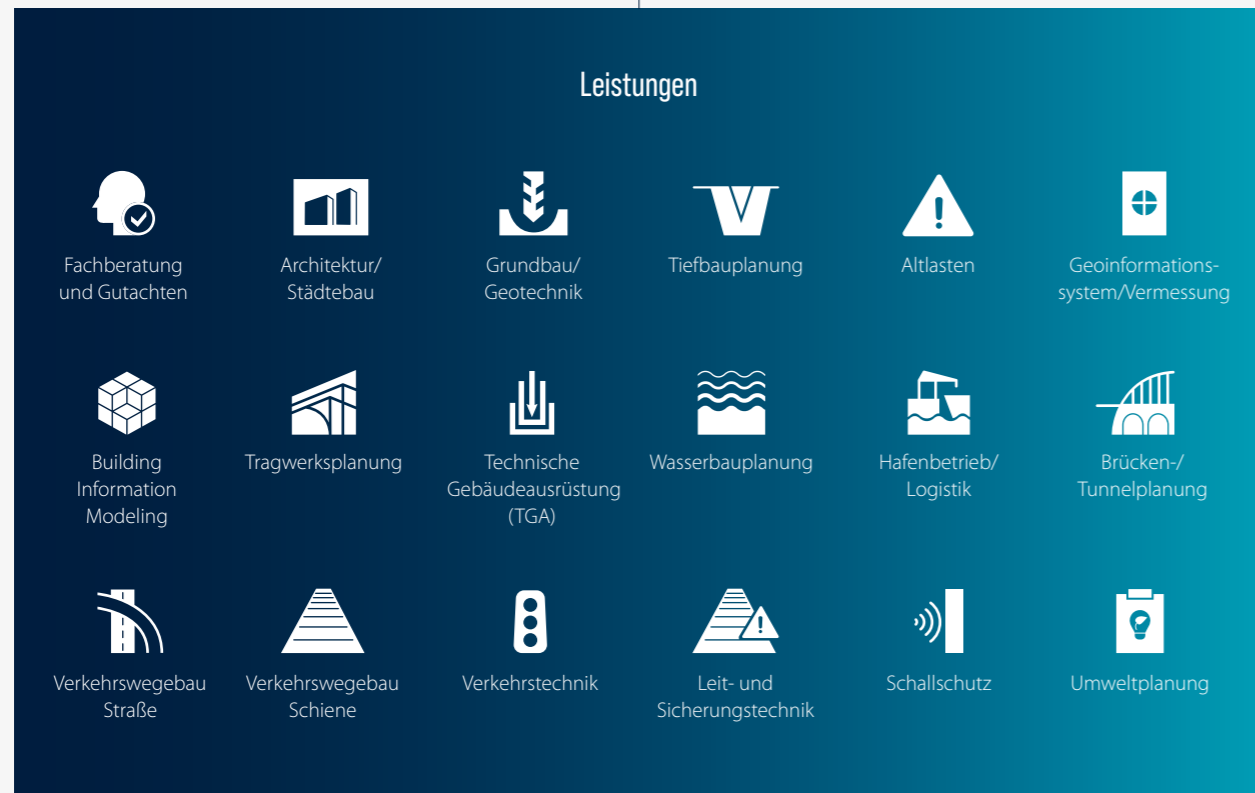 Leistungen
Fachberatung
und Gutachten
Architektur/
Städtebau
Grundbau/
Geotechnik
Tiefbauplanung
Altlasten
Geoinformations-
system/Vermessung
Building
Information
Modeling
Tragwerksplanung
Technische
Gebäudeausrüstung
(TGA)
Wasserbauplanung
Hafenbetrieb/
Logistik
Brücken-/
Tunnelplanung
Verkehrswegebau
Straße
Verkehrswegebau
Schiene
Verkehrstechnik
Leit- und
Sicherungstechnik
Schallschutz
Umweltplanung